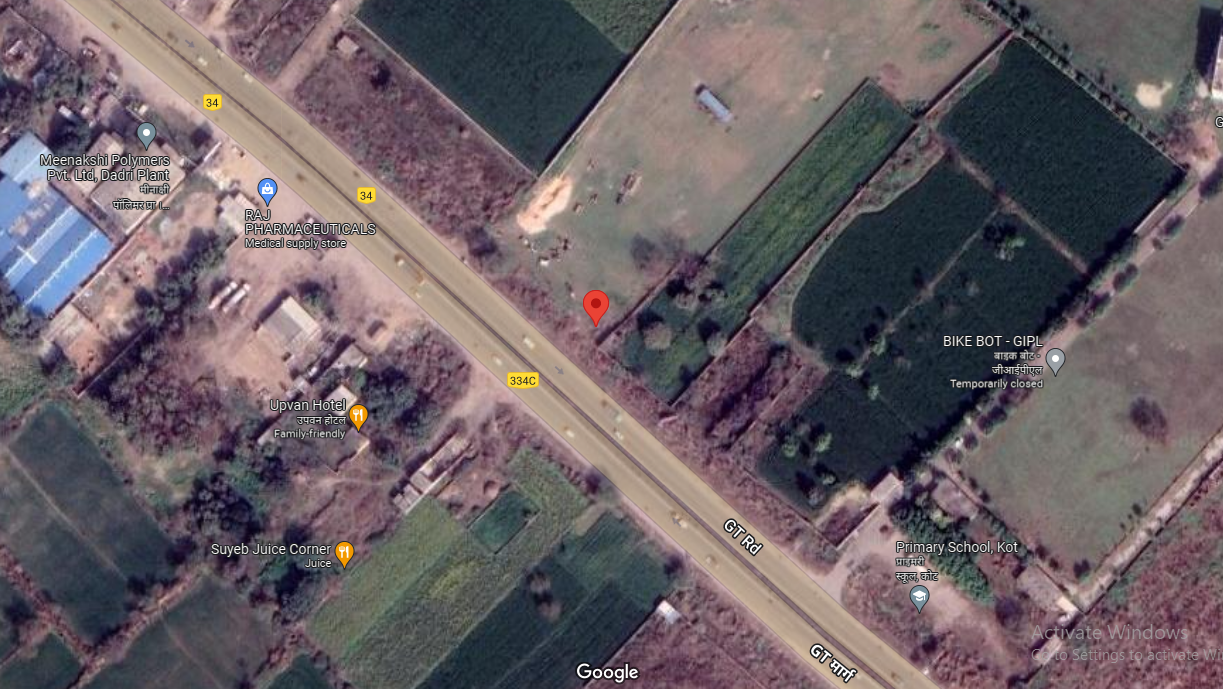 34
Meenakshi Polymers
Pvt. Ltd, Dadri Plant
मीनाक्षी
पॉलिमर प्रा ।...
RAJ
PHARMACEUTICALS
Medical supply store
34
334C
BIKE BOT - GIPL
बाइक बोट -
जीआईपीएल
Temporarily closed
Upvan Hotel
उपवन होटल
Family-friendly
Suyeb Juice Corner
Juice
GT Rd
Primary School, Kot
प्राइमरी
स्कूल, कोट
GT मार्ग
Activate Windows
Go to Settings to activate Wi
Google
G